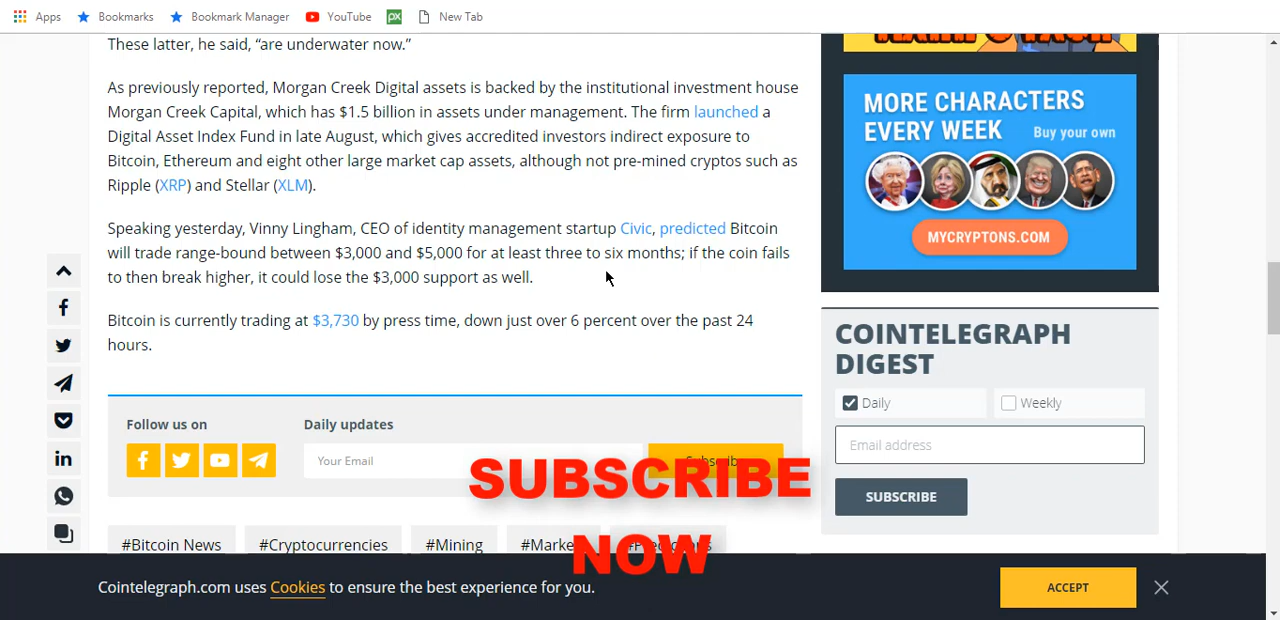 Apps Bookmarks Bookmark Manager YouTube px New Tab
These latter, he said, “are underwater now.”
As previously reported, Morgan Creek Digital assets is backed by the institutional investment house
Morgan Creek Capital, which has $1.5 billion in assets under management. The firm launched a
Digital Asset Index Fund in late August, which gives accredited investors indirect exposure to
Bitcoin, Ethereum and eight other large market cap assets, although not pre-mined cryptos such as
Ripple (XRP) and Stellar (XLM).
Speaking yesterday, Vinny Lingham, CEO of identity management startup Civic, predicted Bitcoin
will trade range-bound between $3,000 and $5,000 for at least three to six months; if the coin fails
to then break higher, it could lose the $3,000 support as well.
Bitcoin is currently trading at $3,730 by press time, down just over 6 percent over the past 24
hours.
Follow us on
Daily updates
Your Email
SUBSCRIBE
NOW
#Bitcoin News #Cryptocurrencies #Mining
MORE CHARACTERS
EVERY WEEK Buy your own
MYCRYPTONS.COM
COINTELEGRAPH
DIGEST
Daily Weekly
Email address
SUBSCRIBE
Cointelegraph.com uses Cookies to ensure the best experience for you.
ACCEPT